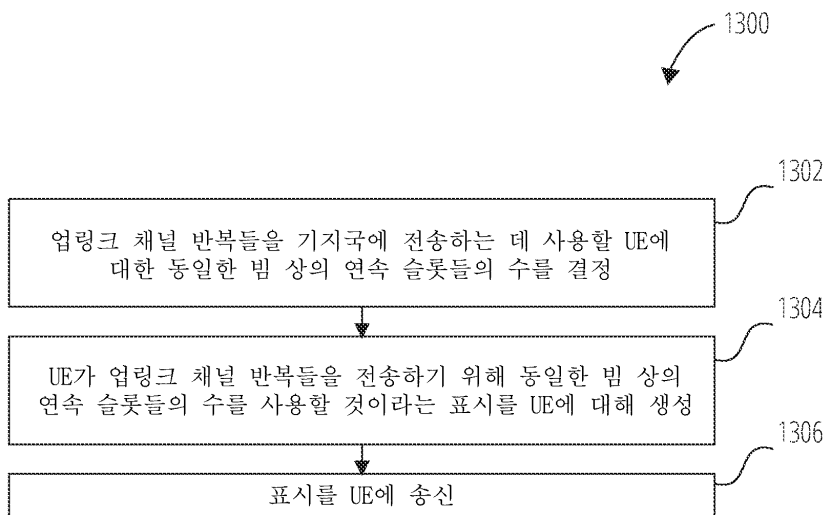 1300
1302
업링크 채널 반복들을 기지국에 전송하는 데 사용할 UE에
대한 동일한 빔 상의 연속 슬롯들의 수를 결정
1304
UE가 업링크 채널 반복들을 전송하기 위해 동일한 빔 상의
연속 슬롯들의 수를 사용할 것이라는 표시를 UE에 대해 생성
1306
표시를 UE에 송신